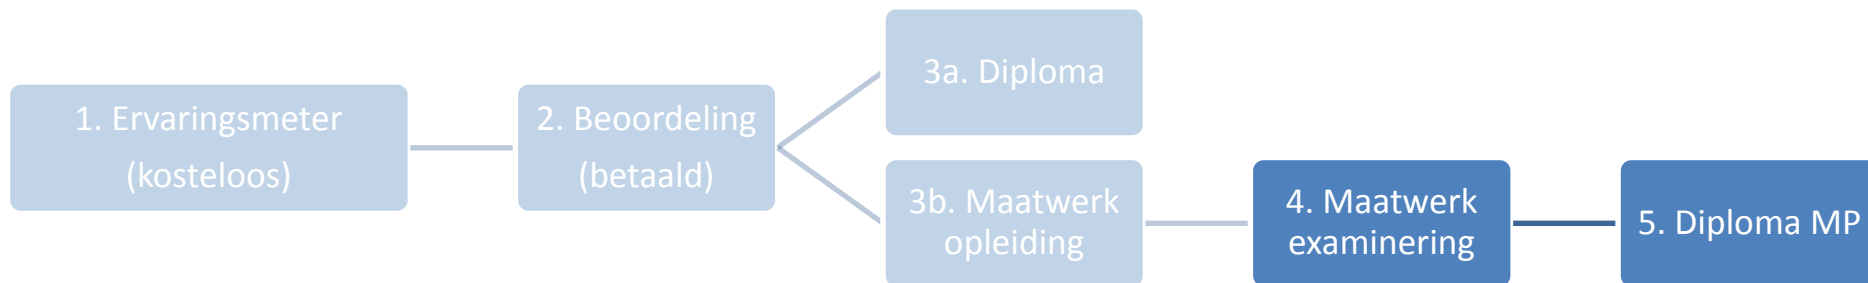 1. Ervaringsmeter
(kosteloos)
2. Beoordeling
(betaald)
3a. Diploma
3b. Maatwerk
opleiding
4. Maatwerk
examinering
5. Diploma MP